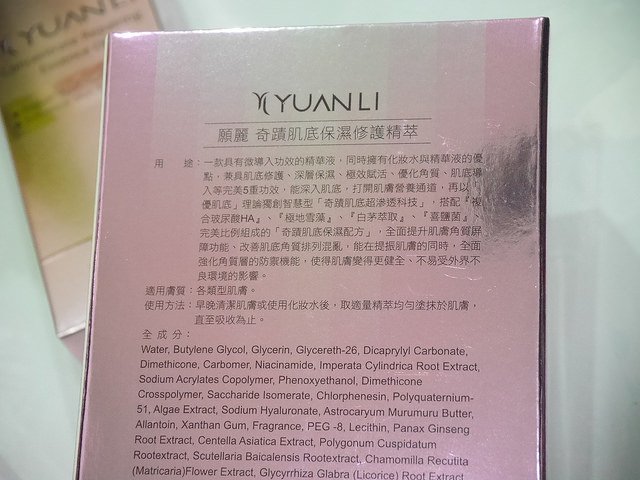 YUANLI
YUANLI
願麗 奇蹟肌底保濕修護精萃
用 途：一款具有微導入功效的精華液，同時擁有化妝水與精華液的優
點，兼具肌底修護、深層保濕、極效賦活、優化角質、肌底導
入等完美5重功效，能深入肌底，打開肌膚營養通道，再以「
優肌底」理論獨創智慧型「奇蹟肌底超滲透科技」，搭配『複
合玻尿酸HA』、『極地雪藻』、『白茅萃取』、『喜鹽菌』、
完美比例組成的「奇蹟肌底保濕配方」，全面提升肌膚角質屏
障功能、改善肌底角質排列混亂，能在提振肌膚的同時，全面
強化角質層的防禦機能，使得肌膚變得更健全、不易受外界不
良環境的影響。
適用膚質：各類型肌膚。
使用方法：早晚清潔肌膚或使用化妝水後，取適量精萃均勻塗抹於肌膚，
直至吸收為止。
全 成 分：
Water, Butylene Glycol, Glycerin, Glycereth-26, Dicaprylyl Carbonate,
Dimethicone, Carbomer, Niacinamide, Imperata Cylindrica Root Extract,
Sodium Acrylates Copolymer, Phenoxyethanol, Dimethicone
Crosspolymer, Saccharide Isomerate, Chlorphenesin, Polyquaternium-
51, Algae Extract, Sodium Hyaluronate, Astrocaryum Murumuru Butter,
Allantoin, Xanthan Gum, Fragrance, PEG -8, Lecithin, Panax Ginseng
Root Extract, Centella Asiatica Extract, Polygonum Cuspidatum
Rootextract, Scutellaria Baicalensis Rootextract, Chamomilla Recutita
(Matricaria)Flower Extract, Glycyrrhiza Glabra (Licorice) Root Extract